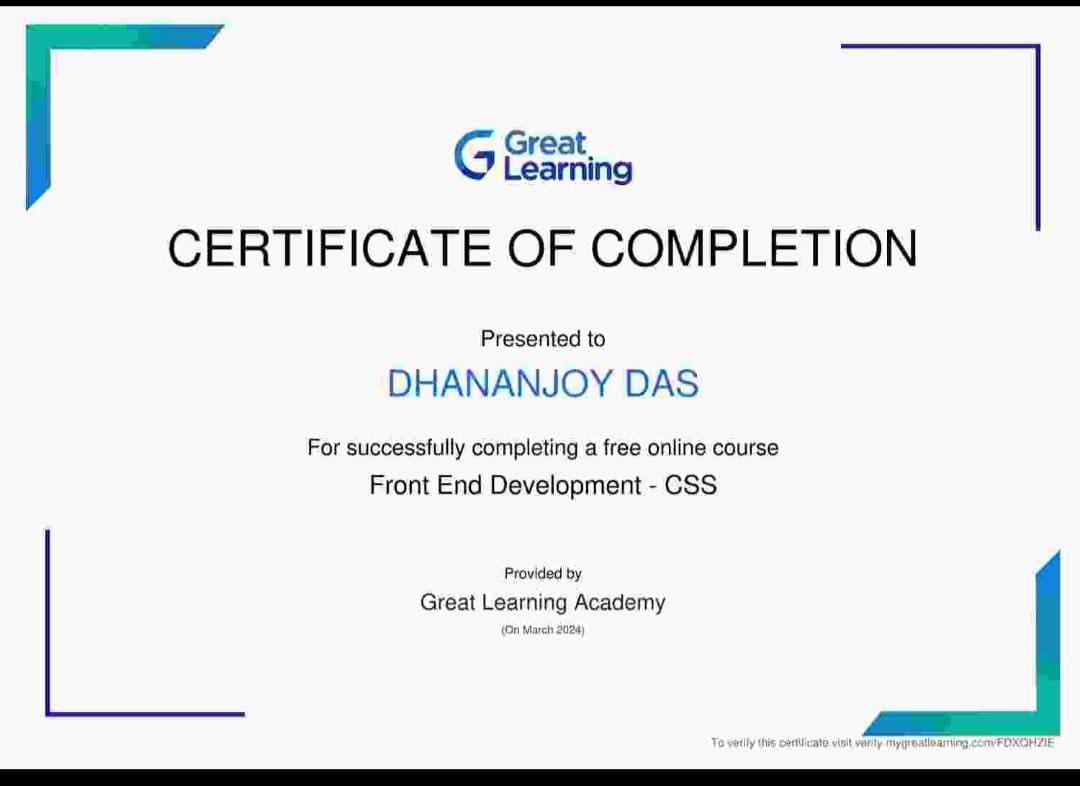 Great
Learning
CERTIFICATE OF COMPLETION
Presented to
DHANANJOY DAS
For successfully completing a free online course
Front End Development - CSS
Provided by
Great Learning Academy
(On March 2024)
To verify this certificate visit verify.mygreatlearning.com/FDXQHZIE